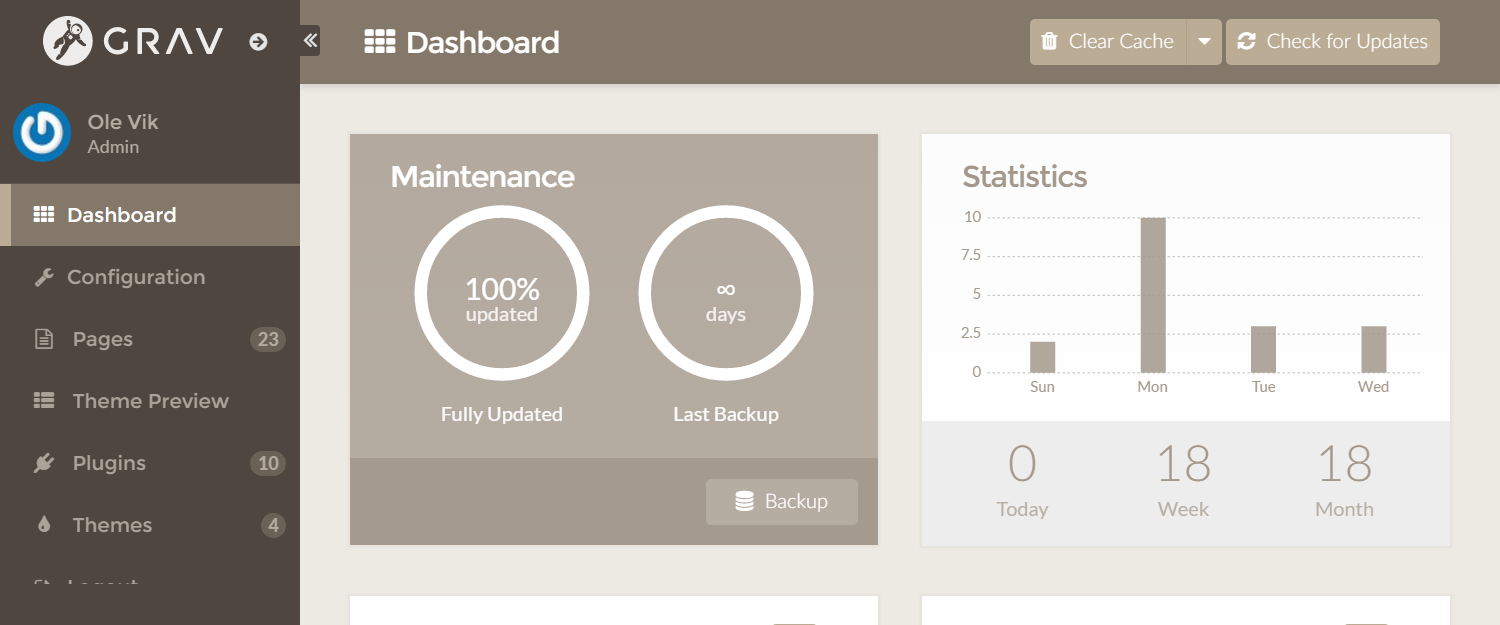 GRAV
Ole Vik
Admin
Dashboard
Configuration
Pages 23
Theme Preview
Plugins 10
Themes 4
Logout
Dashboard
Clear Cache
Check for Updates
Maintenance
100%
updated
∞
days
Fully Updated
Last Backup
Backup
Statistics
10
7.5
5
2.5
0
Sun Mon Tue Wed
0 18 18
Today Week Month